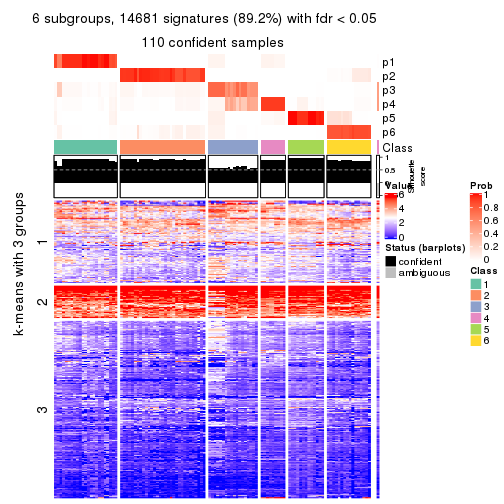 6 subgroups, 14681 signatures (89.2%) with fdr < 0.05
110 confident samples
p1
p2
p3
p4
p5
p6
Class
1
0.5
0
Silhouette
score
k-means with 3 groups
1
2
3
Value
6
4
2
0
Status (barplots)
confident
ambiguous
Prob
1
0.8
0.6
0.4
0.2
0
Class
1
2
3
4
5
6